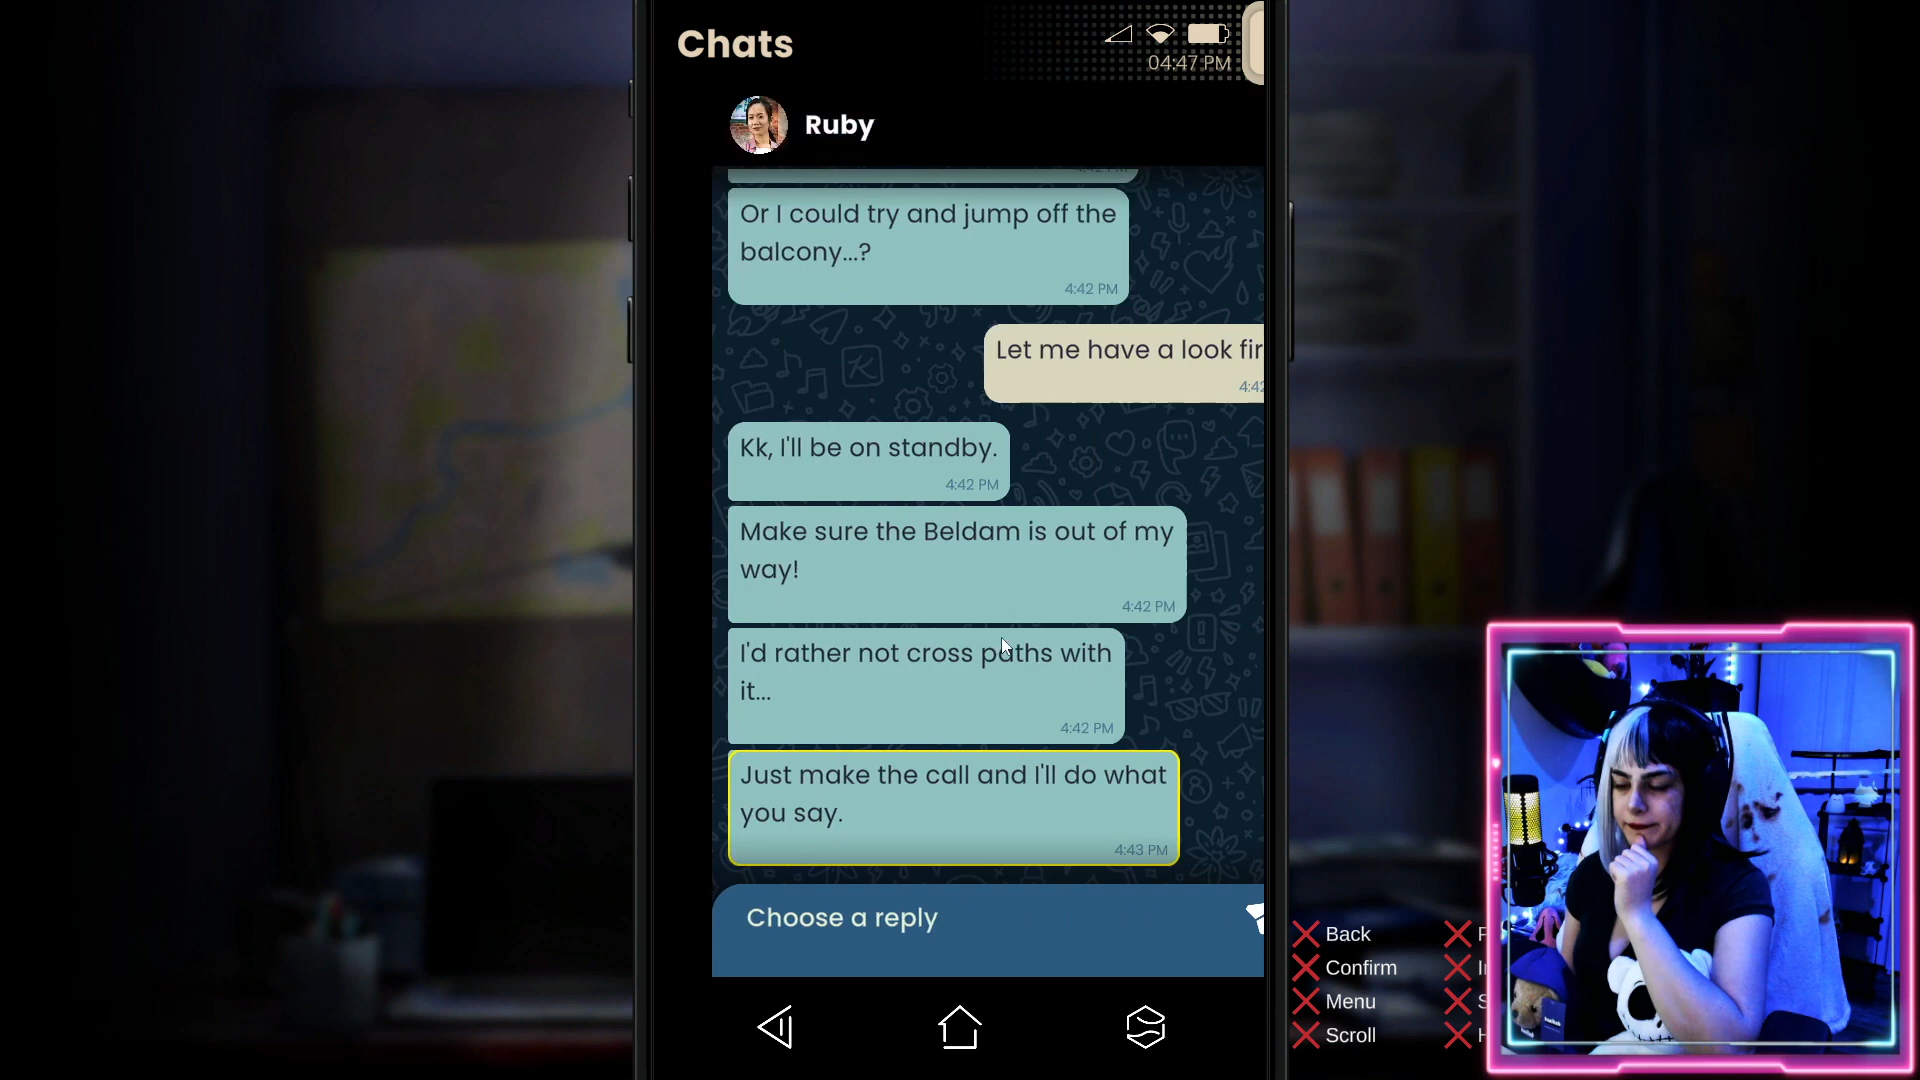 Chats
04:47 PM
Ruby
Or I could try and jump off the
balcony...?
4:42 PM
Let me have a look
4:42
Kk, I'll be on standby.
4:42 PM
Make sure the Beldam is out of my
way!
4:42 PM
I'd rather not cross paths with
it...
4:42 PM
Just make the call and I'll do what
you say.
4:43 PM
Choose a reply
Back
Confirm
Menu
Scroll